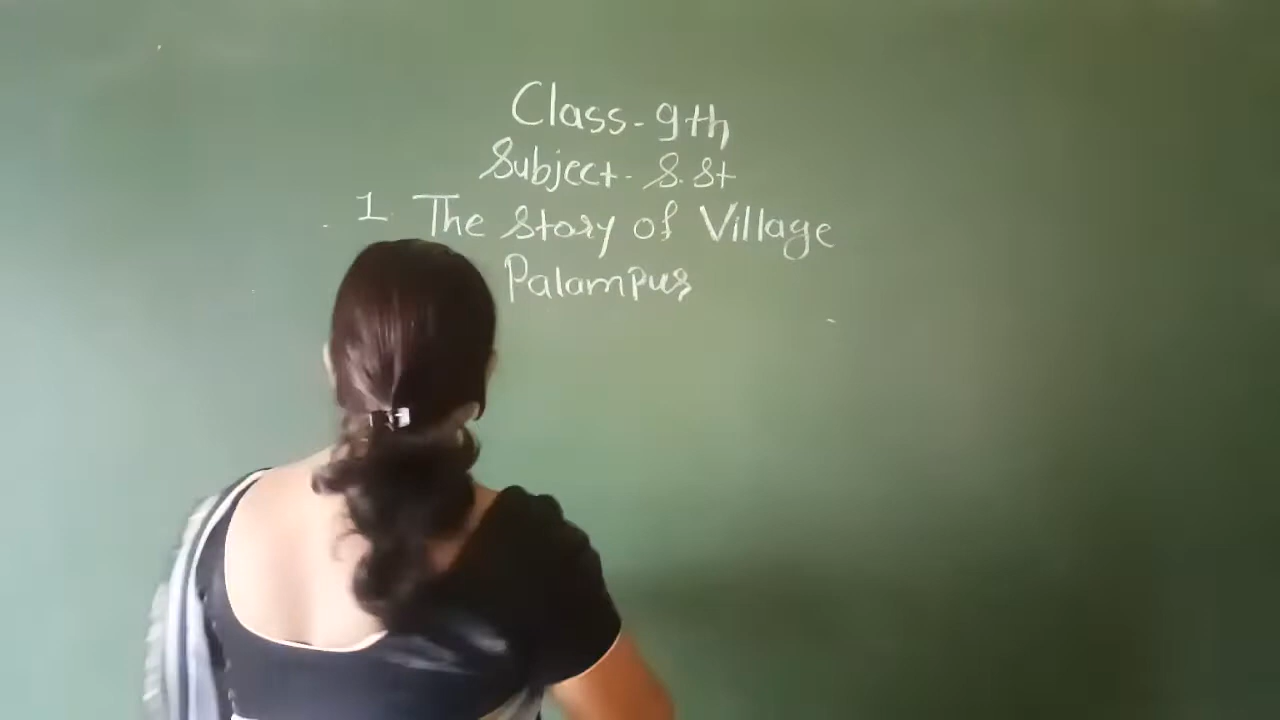 Class-9th
Subject- S.St
1. The Story of Village
Palampur